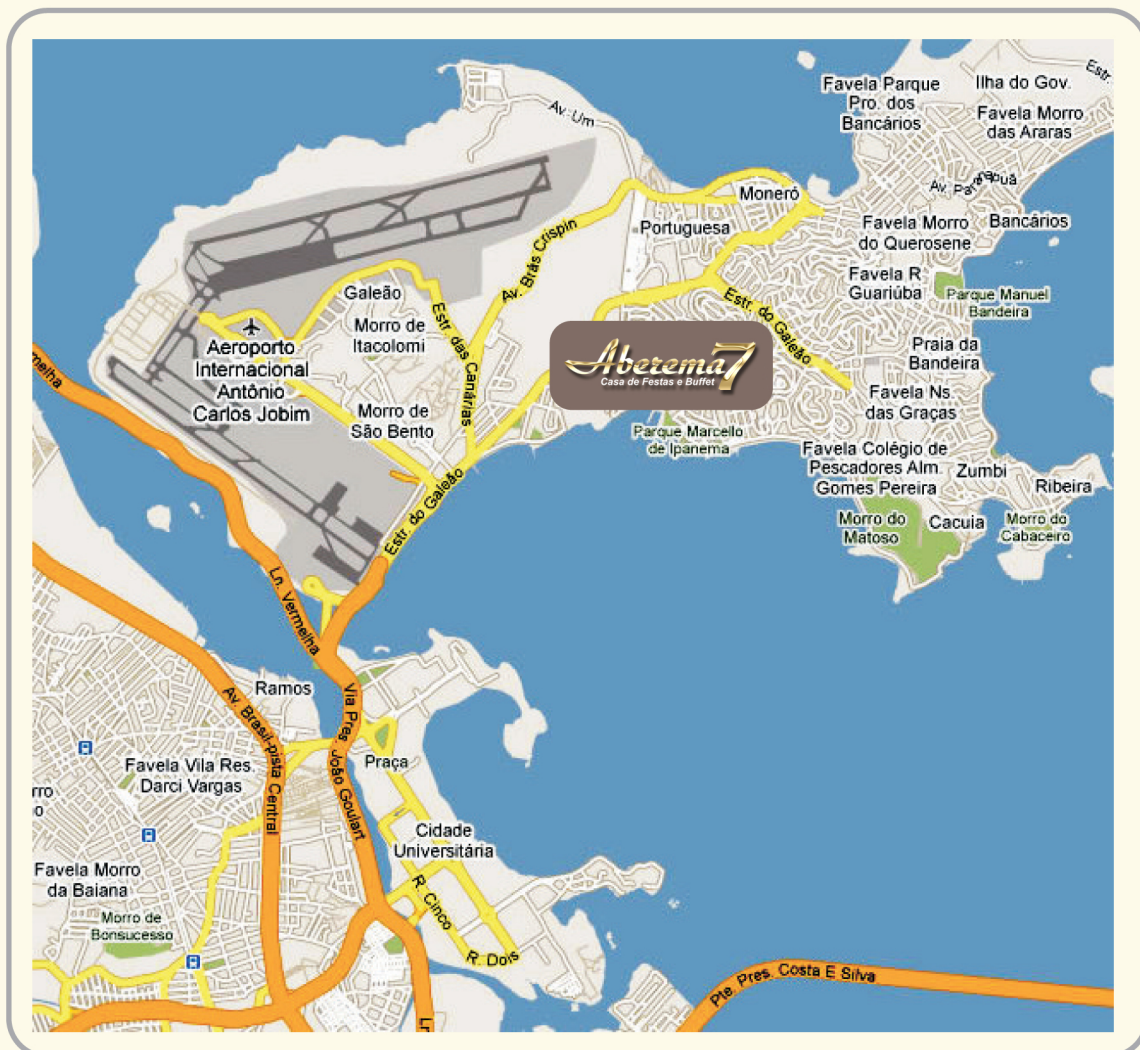 Favela Parque
Pro. dos
Bancários
Ilha do Gov.
Estr.
Favela Morro
das Araras
Av. Um
Av. Paranapuã
Moneró
Portuguesa
Favela Morro
do Querosene
Bancários
Av. Brás Crispin
Galeão
Favela R
Guariúba
Parque Manuel
Bandeira
Estr. das Canárias
Estr. do Galeão
Morro de
Itacolomi
Aeroporto
Internacional
Antônio
Carlos Jobim
Aberema7
Casa de Festas e Buffet
Praia da
Bandeira
melha
Favela Ns.
das Graças
Morro de
São Bento
Parque Marcello
de Ipanema
Favela Colégio de
Pescadores Alm.
Gomes Pereira
Zumbi
Ribeira
Estr. do Galeão
Morro do
Matoso
Cacuia
Morro do
Cabaceiro
Ln. Vermelha
Ramos
Av. Brasil-pista Central
Via Pres. João Goulart
Praça
Favela Vila Res.
Darci Vargas
rro
o
Cidade
Universitária
Favela Morro
da Baiana
R. Cinco
Morro de
Bonsucesso
R. Dois
Pte. Pres. Costa E Silva
Ln